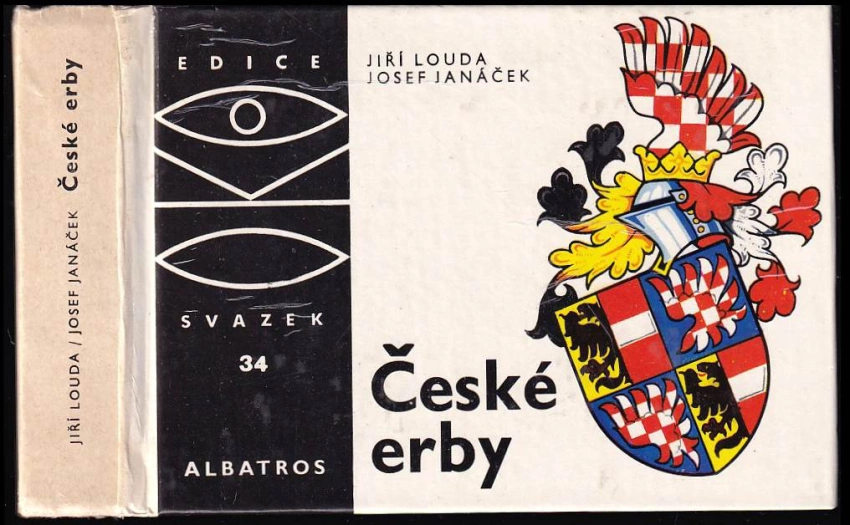 JIŘÍ LOUDA / JOSEF JANÁČEK České erby
EDICE
SVAZEK
34
ALBATROS
JIŘÍ LOUDA
JOSEF JANÁČEK
České
erby